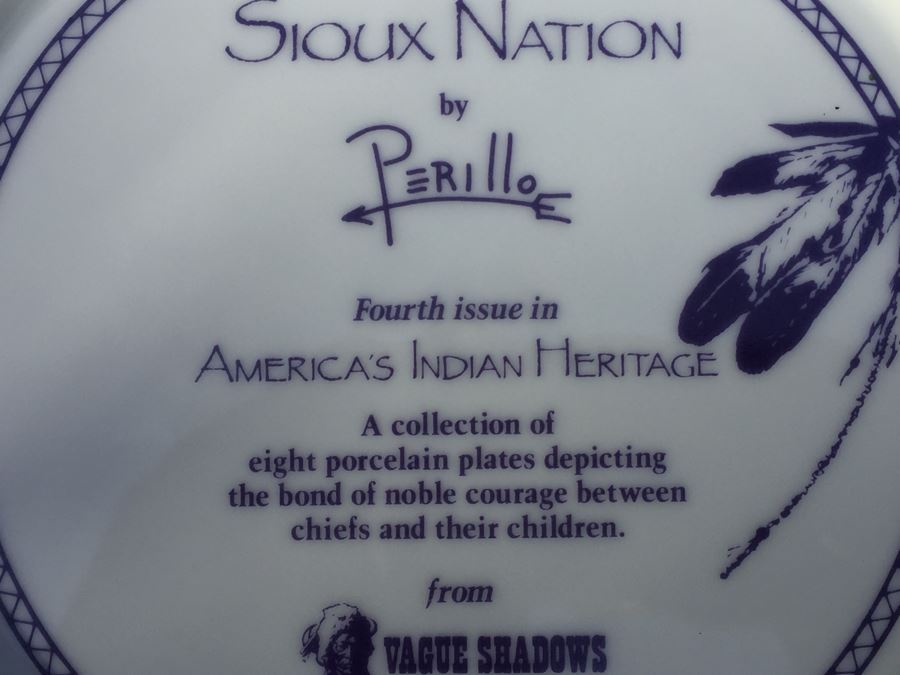 SIOUX NATION
by
PERILLO
Fourth issue in
AMERICA'S INDIAN HERITAGE
A collection of
eight porcelain plates depicting
the bond of noble courage between
chiefs and their children.
from
VAGUE SHADOWS